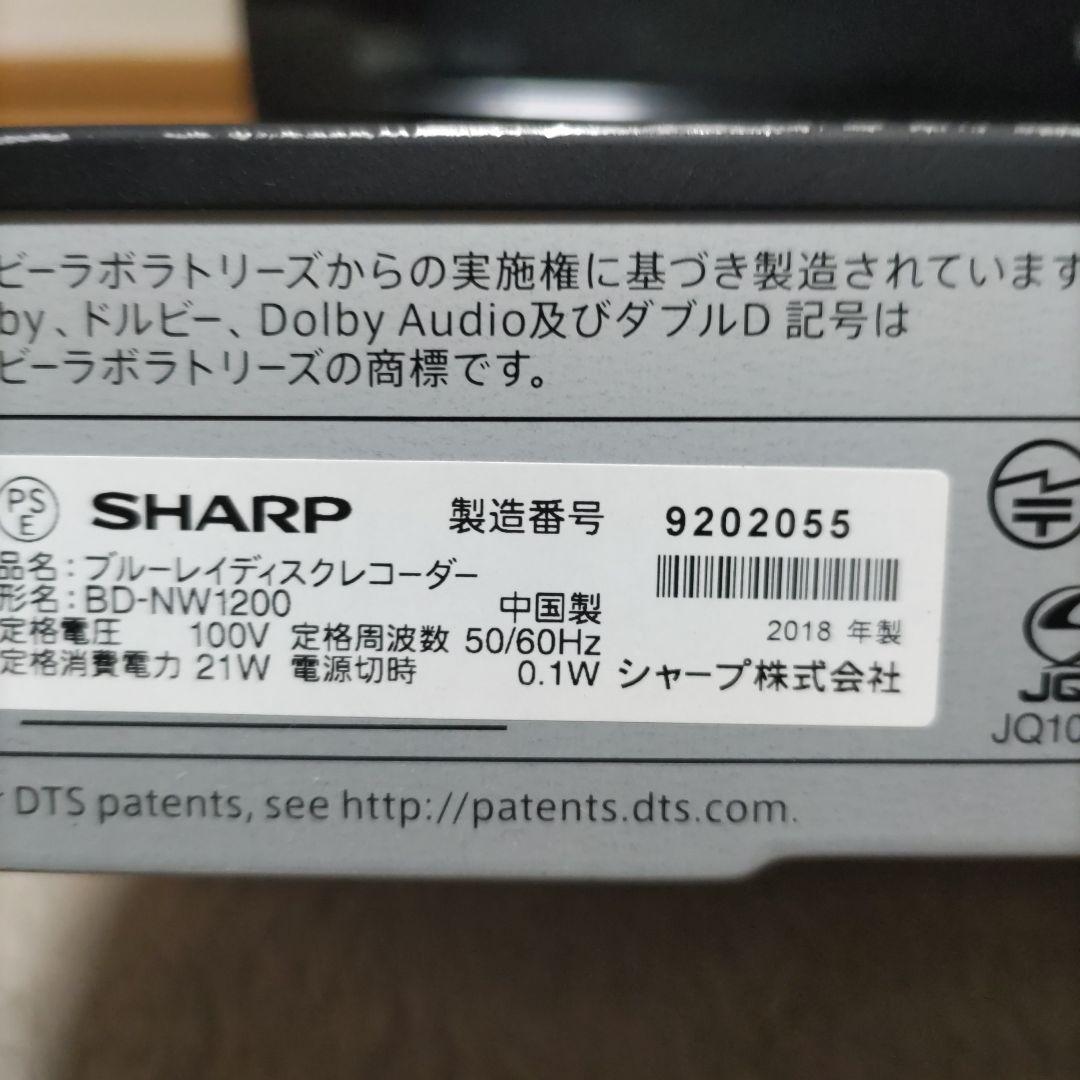 ビーラボラトリーズからの実施権に基づき製造されています
by、ドルビー、Dolby Audio及びダブルD 記号は
ビーラボラトリーズの商標です。
PS
E
SHARP 製造番号 9202055
品名：ブルーレイディスクレコーダー
形名：BD-NW1200 中国製
定格電圧 100V 定格周波数 50/60Hz 2018 年製
定格消費電力 21W 電源切時 0.1W シャープ株式会社
JQ10
DTS patents, see http://patents.dts.com.